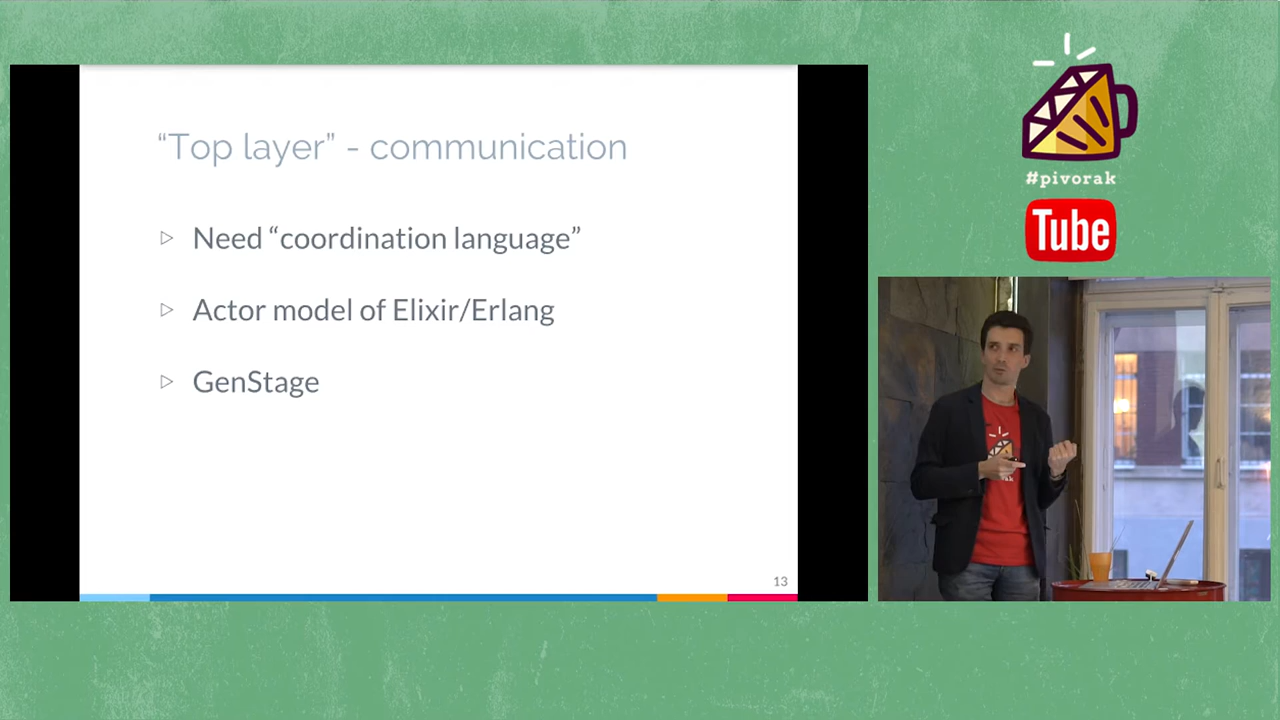 “Top layer” - communication
▷ Need “coordination language”
▷ Actor model of Elixir/Erlang
▷ GenStage
13
#pivorak
Tube